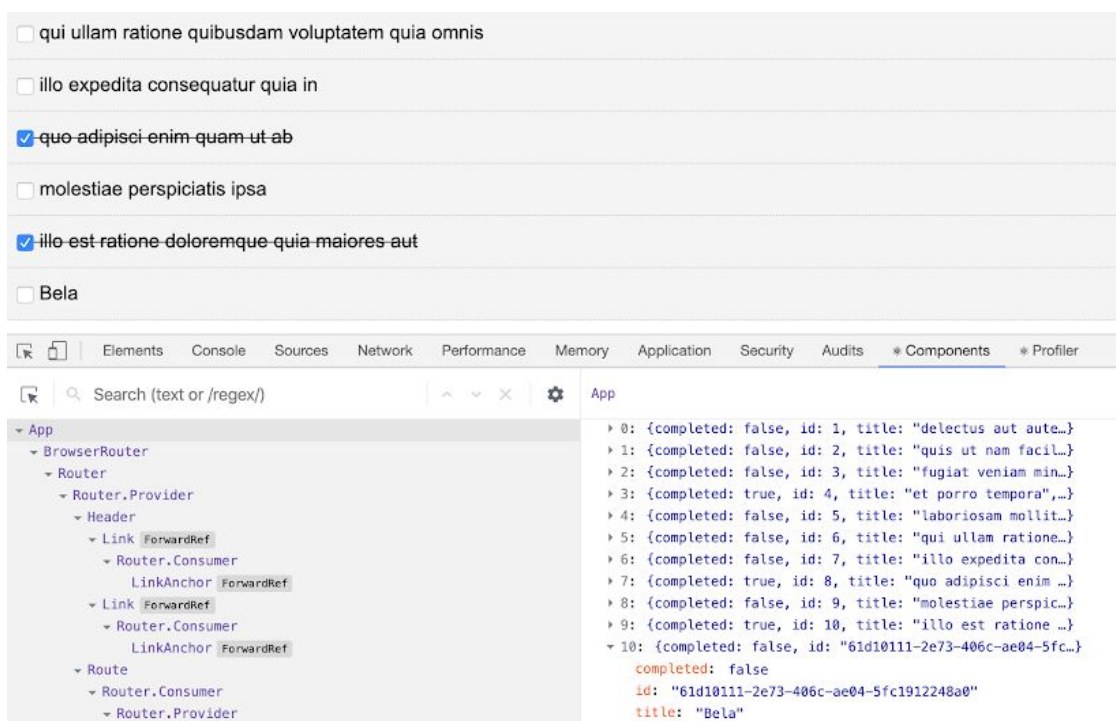 qui ullam ratione quibusdam voluptatem quia omnis
illo expedita consequatur quia in
quo adipisci enim quam ut ab
molestiae perspiciatis ipsa
illo est ratione doloremque quia maiores aut
Bela
Elements Console Sources Network Performance Memory Application Security Audits Components Profiler
Search (text or /regex/)
App
App
BrowserRouter
Router
Router.Provider
Header
Link ForwardRef
Router.Consumer
LinkAnchor ForwardRef
Link ForwardRef
Router.Consumer
LinkAnchor ForwardRef
Route
Router.Consumer
Router.Provider
0: {completed: false, id: 1, title: "delectus aut aute…}
1: {completed: false, id: 2, title: "quis ut nam facil…}
2: {completed: false, id: 3, title: "fugiat veniam min…}
3: {completed: true, id: 4, title: "et porro tempora",…}
4: {completed: false, id: 5, title: "laboriosam mollit…}
5: {completed: false, id: 6, title: "qui ullam ratione…}
6: {completed: false, id: 7, title: "illo expedita con…}
7: {completed: true, id: 8, title: "quo adipisci enim …}
8: {completed: false, id: 9, title: "molestiae perspic…}
9: {completed: true, id: 10, title: "illo est ratione …}
10: {completed: false, id: "61d10111-2e73-406c-ae04-5fc…}
completed: false
id: "61d10111-2e73-406c-ae04-5fc1912248a0"
title: "Bela"